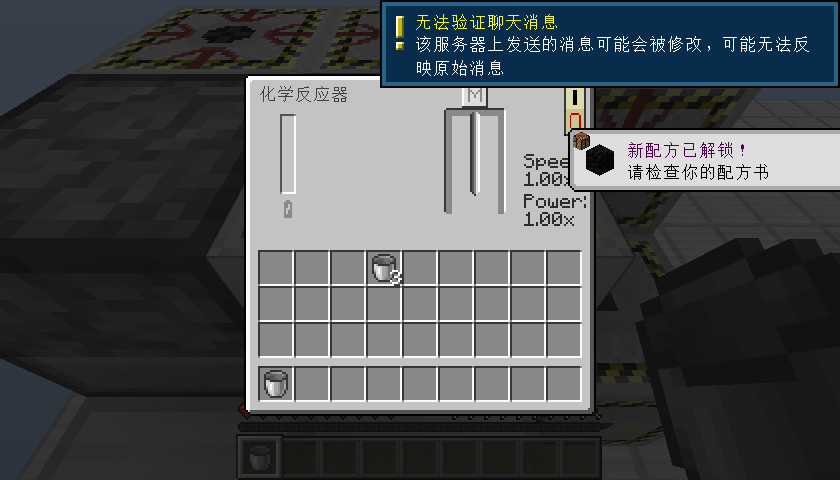 无法验证聊天消息
该服务器上发送的消息可能会被修改，可能无法反
映原始消息
化学反应器
M
新配方已解锁！
请检查你的配方书
Spee
1.00x
Power:
1.00x
3